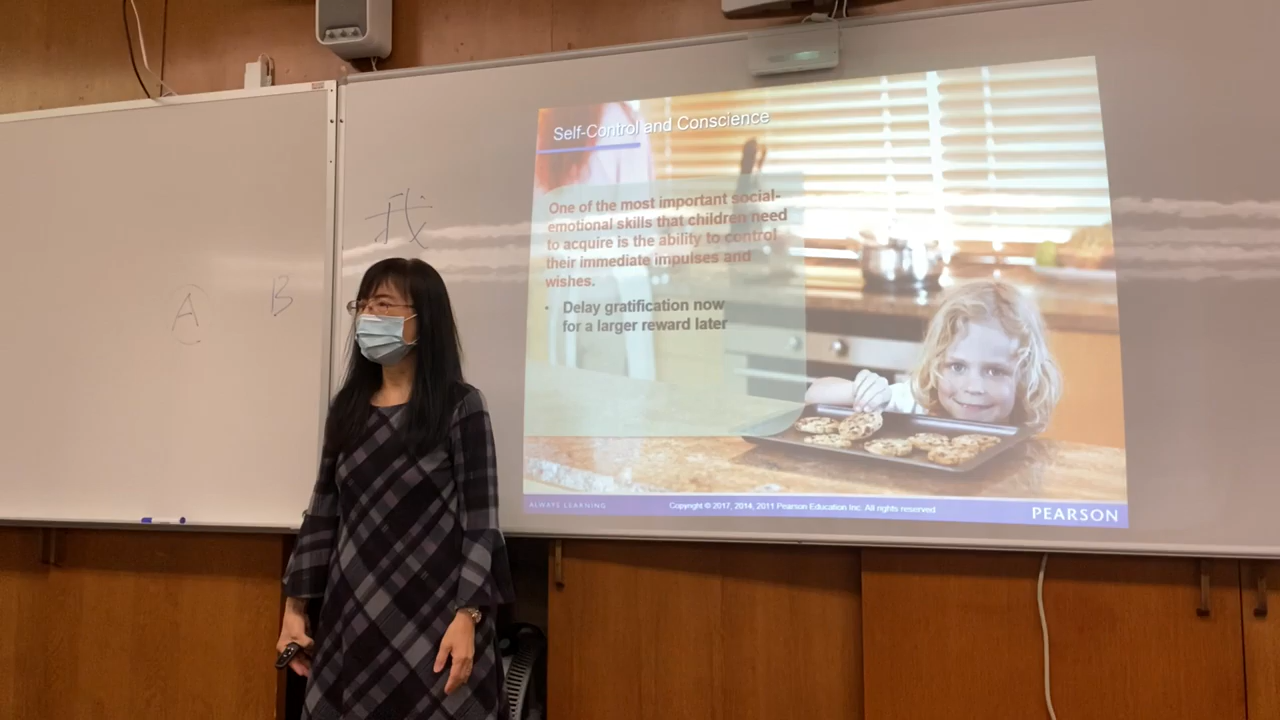 A
B
我
Self-Control and Conscience
One of the most important social-
emotional skills that children need
to acquire is the ability to control
their immediate impulses and
wishes.
• Delay gratification now
for a larger reward later
ALWAYS LEARNING
Copyright © 2017, 2014, 2011 Pearson Education Inc. All rights reserved
PEARSON